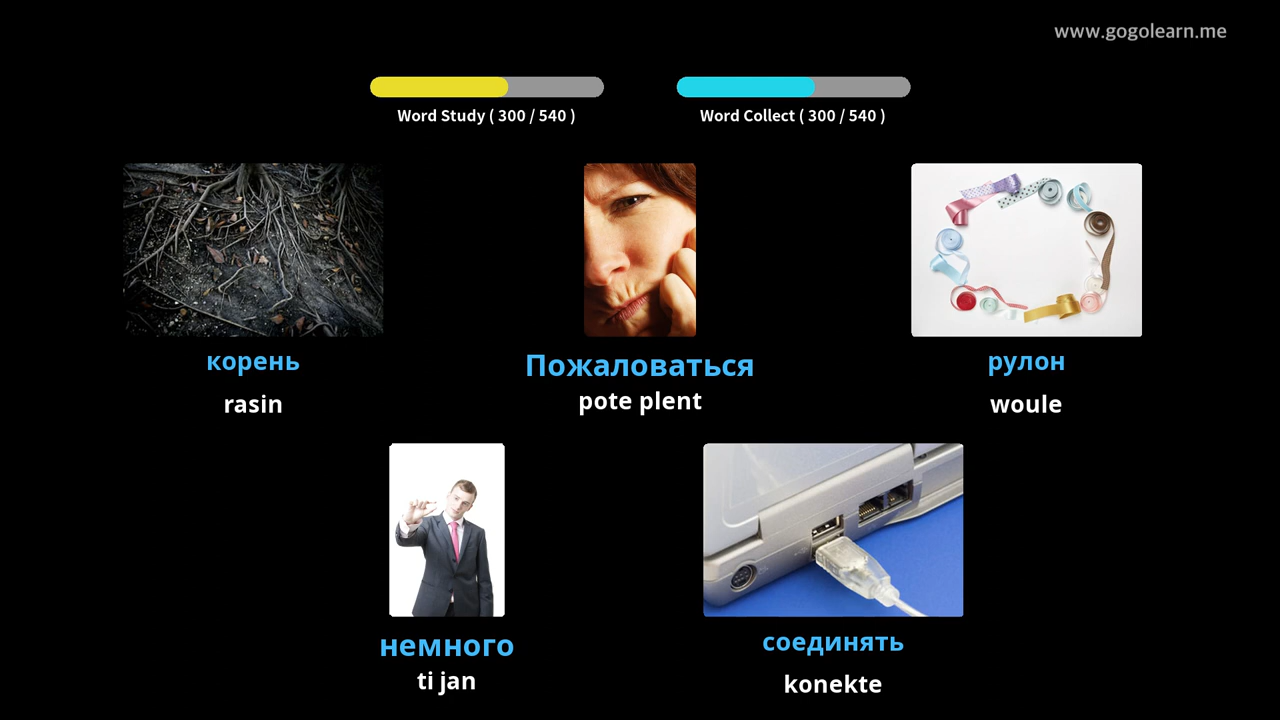 www.gogolearn.me
Word Study ( 300 / 540 )
Word Collect ( 300 / 540 )
корень
rasin
Пожаловаться
pote plent
рулон
woule
немного
ti jan
соединять
konekte